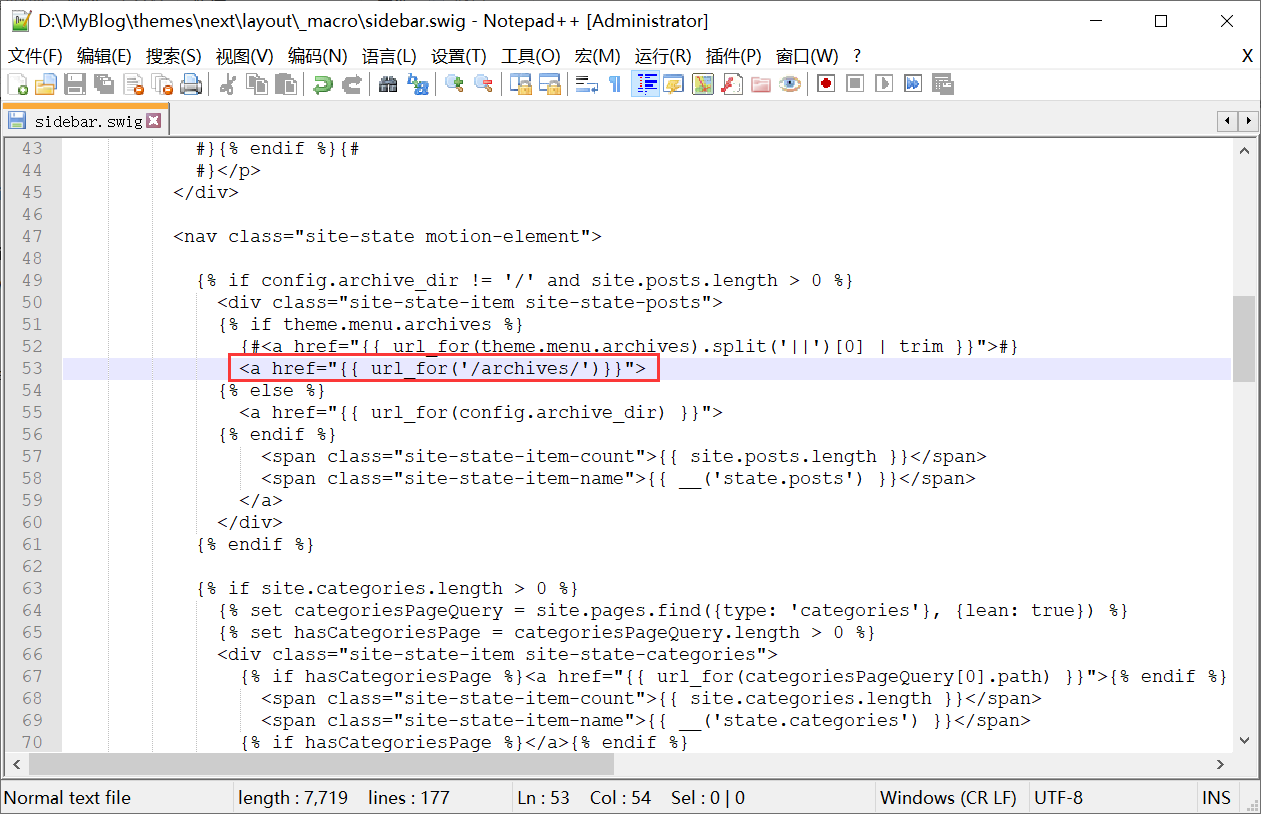 D:\MyBlog\themes\next\layout\_macro\sidebar.swig - Notepad++ [Administrator]
文件(F) 编辑(E) 搜索(S) 视图(V) 编码(N) 语言(L) 设置(T) 工具(O) 宏(M) 运行(R) 插件(P) 窗口(W) ? X
sidebar.swig
43 #}{% endif %}{#
44 #}</p>
45 </div>
46
47 <nav class="site-state motion-element">
48
49 {% if config.archive_dir != '/' and site.posts.length > 0 %}
50 <div class="site-state-item site-state-posts">
51 {% if theme.menu.archives %}
52 {#<a href="{{ url_for(theme.menu.archives).split('||')[0] | trim }}">#}
53 <a href="{{ url_for('/archives/')}}">
54 {% else %}
55 <a href="{{ url_for(config.archive_dir) }}">
56 {% endif %}
57 <span class="site-state-item-count">{{ site.posts.length }}</span>
58 <span class="site-state-item-name">{{ __('state.posts') }}</span>
59 </a>
60 </div>
61 {% endif %}
62
63 {% if site.categories.length > 0 %}
64 {% set categoriesPageQuery = site.pages.find({type: 'categories'}, {lean: true}) %}
65 {% set hasCategoriesPage = categoriesPageQuery.length > 0 %}
66 <div class="site-state-item site-state-categories">
67 {% if hasCategoriesPage %}<a href="{{ url_for(categoriesPageQuery[0].path) }}">{% endif %}
68 <span class="site-state-item-count">{{ site.categories.length }}</span>
69 <span class="site-state-item-name">{{ __('state.categories') }}</span>
70 {% if hasCategoriesPage %}</a>{% endif %}
Normal text file length : 7,719 lines : 177 Ln : 53 Col : 54 Sel : 0 | 0 Windows (CR LF) UTF-8 INS